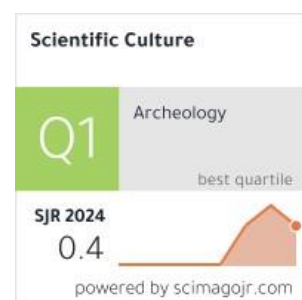 Scientific Culture
Q1
Archeology
best quartile
SJR 2024
0.4
powered by scimagojr.com